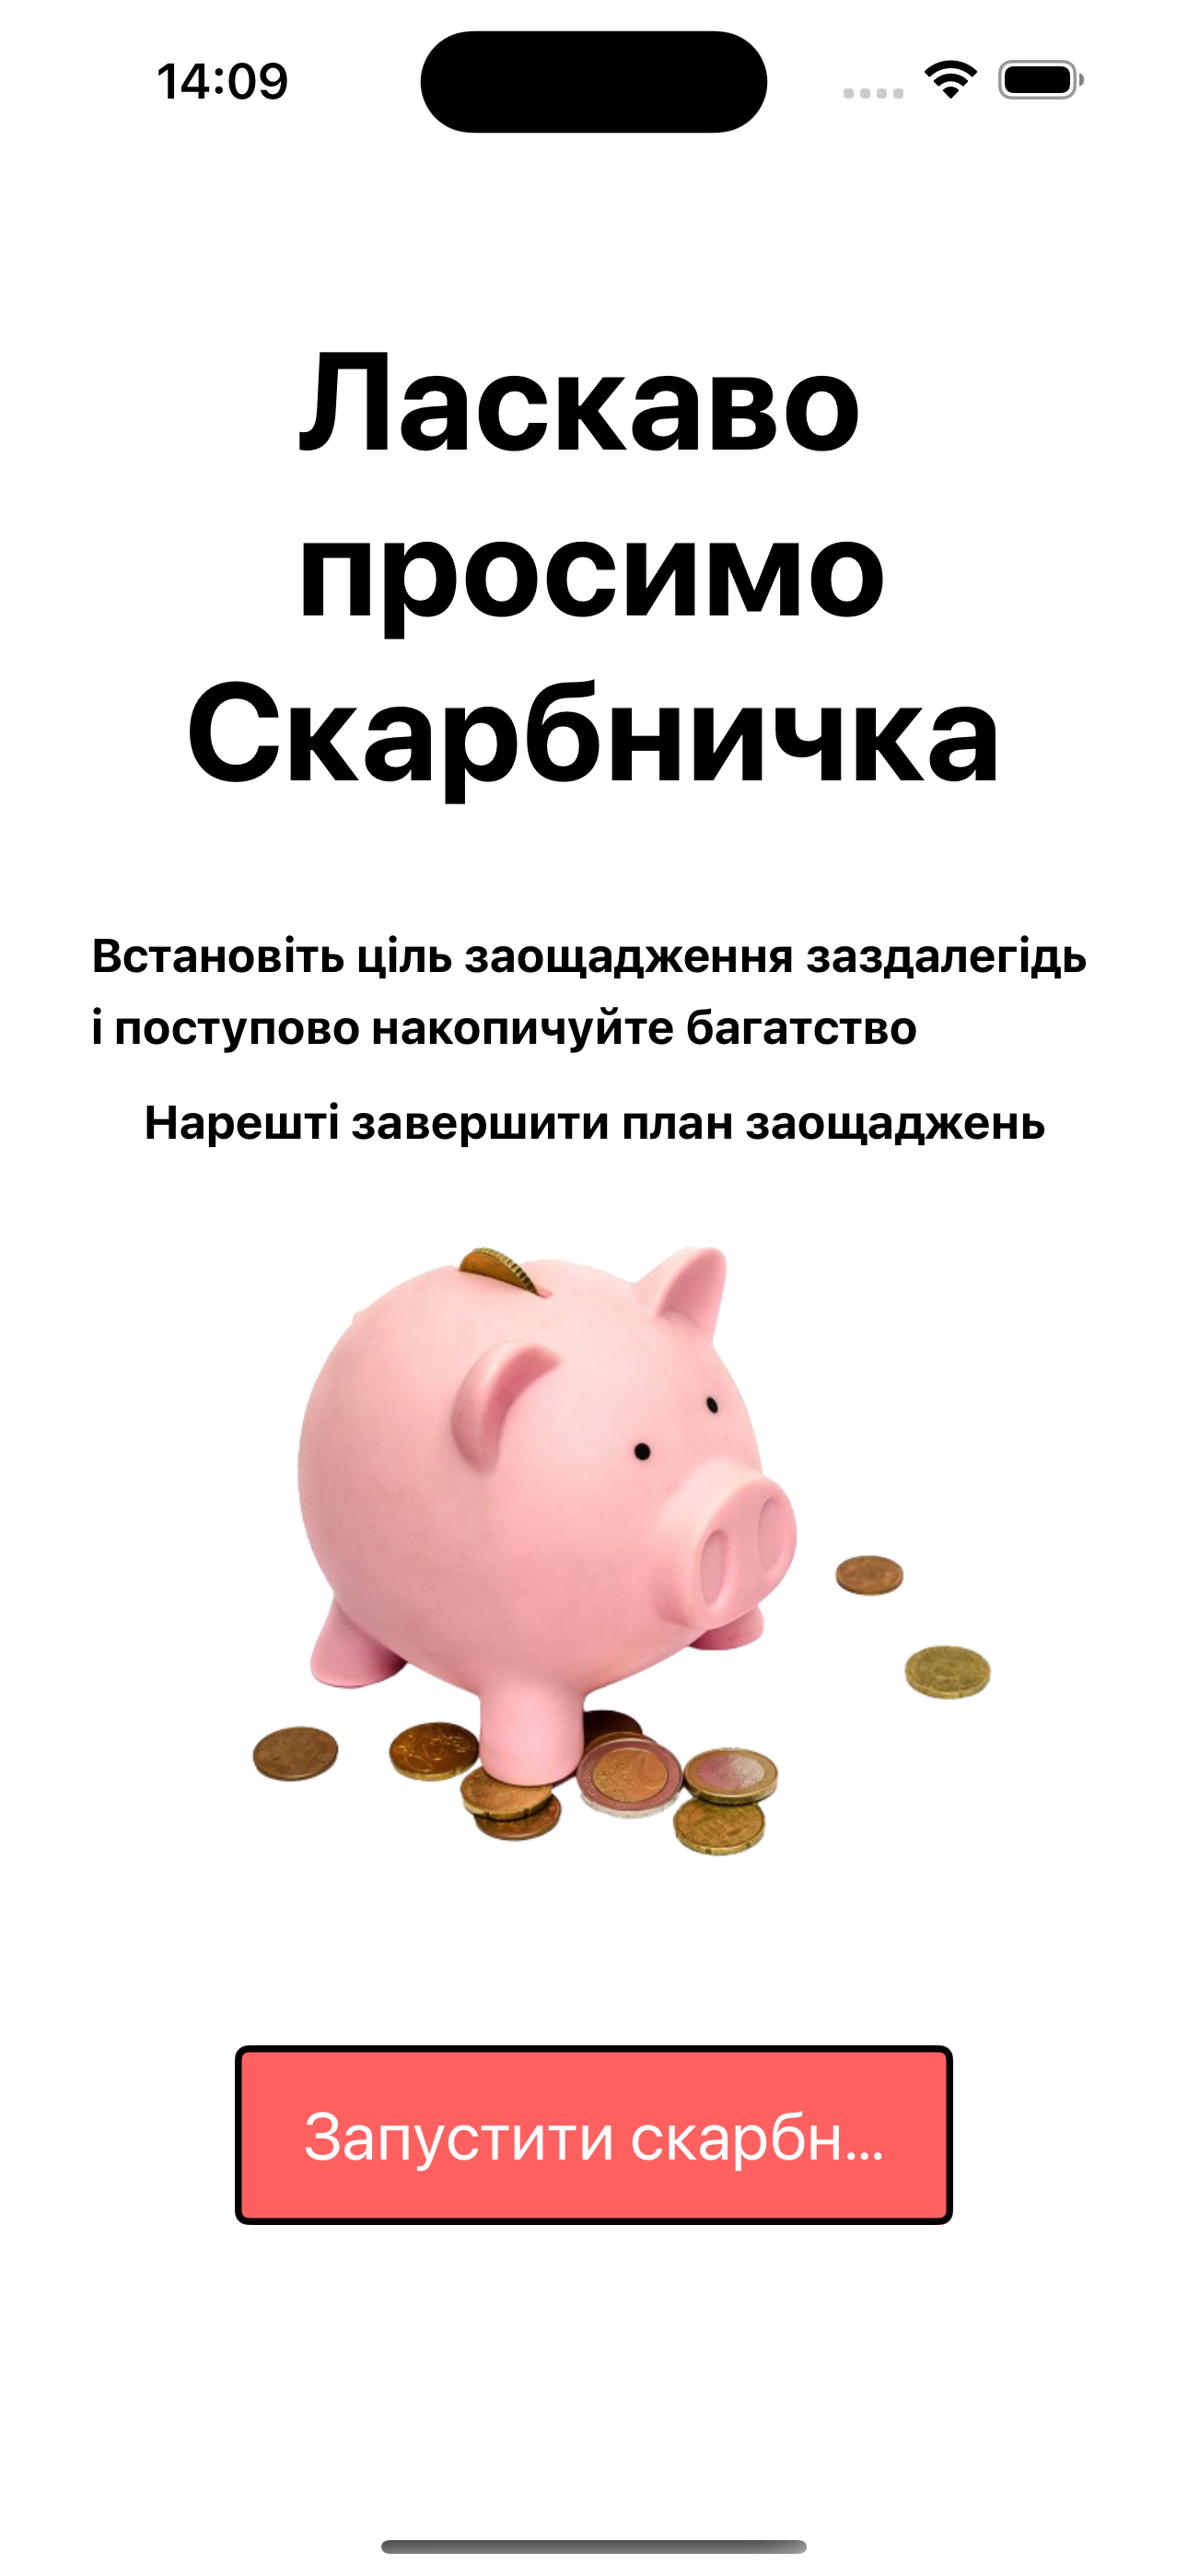 14:09
Ласкаво
просимо
Скарбничка
Встановіть ціль заощадження заздалегідь
і поступово накопичуйте багатство
Нарешті завершити план заощаджень
Запустити скарбн...